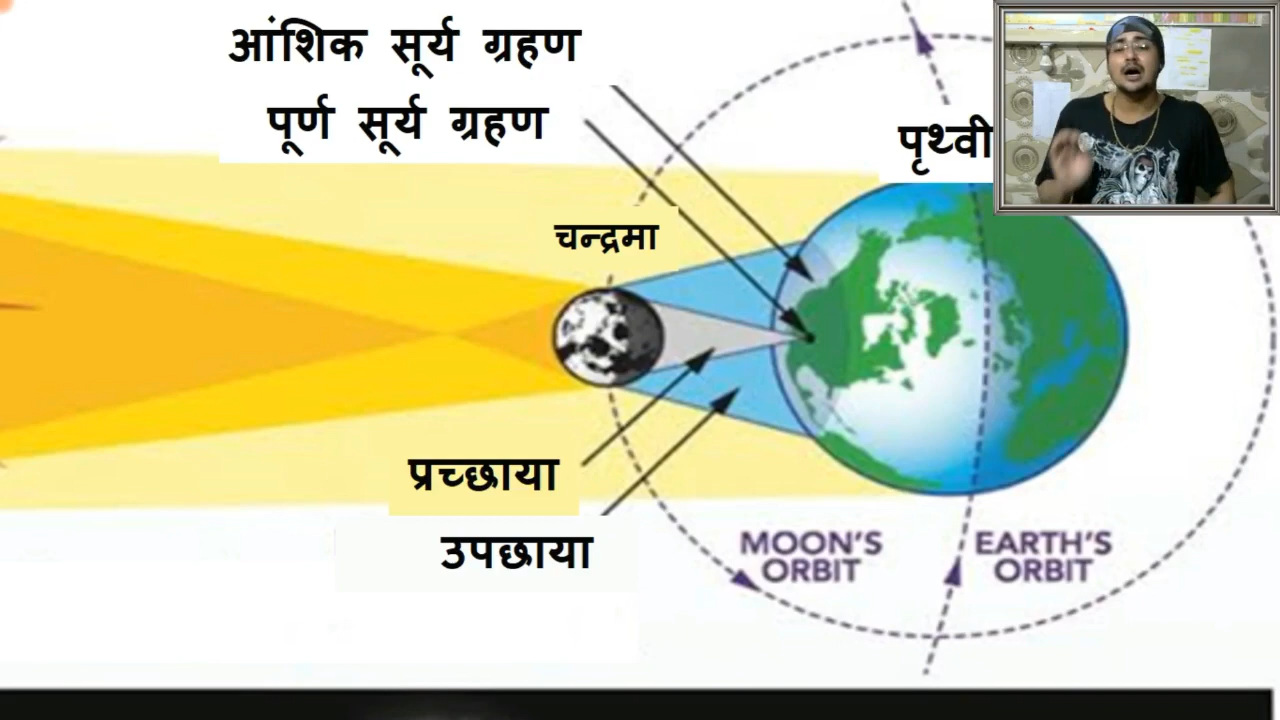 आंशिक सूर्य ग्रहण
पूर्ण सूर्य ग्रहण
पृथ्वी
चन्द्रमा
प्रच्छाया
उपछाया
MOON'S
ORBIT
EARTH'S
ORBIT